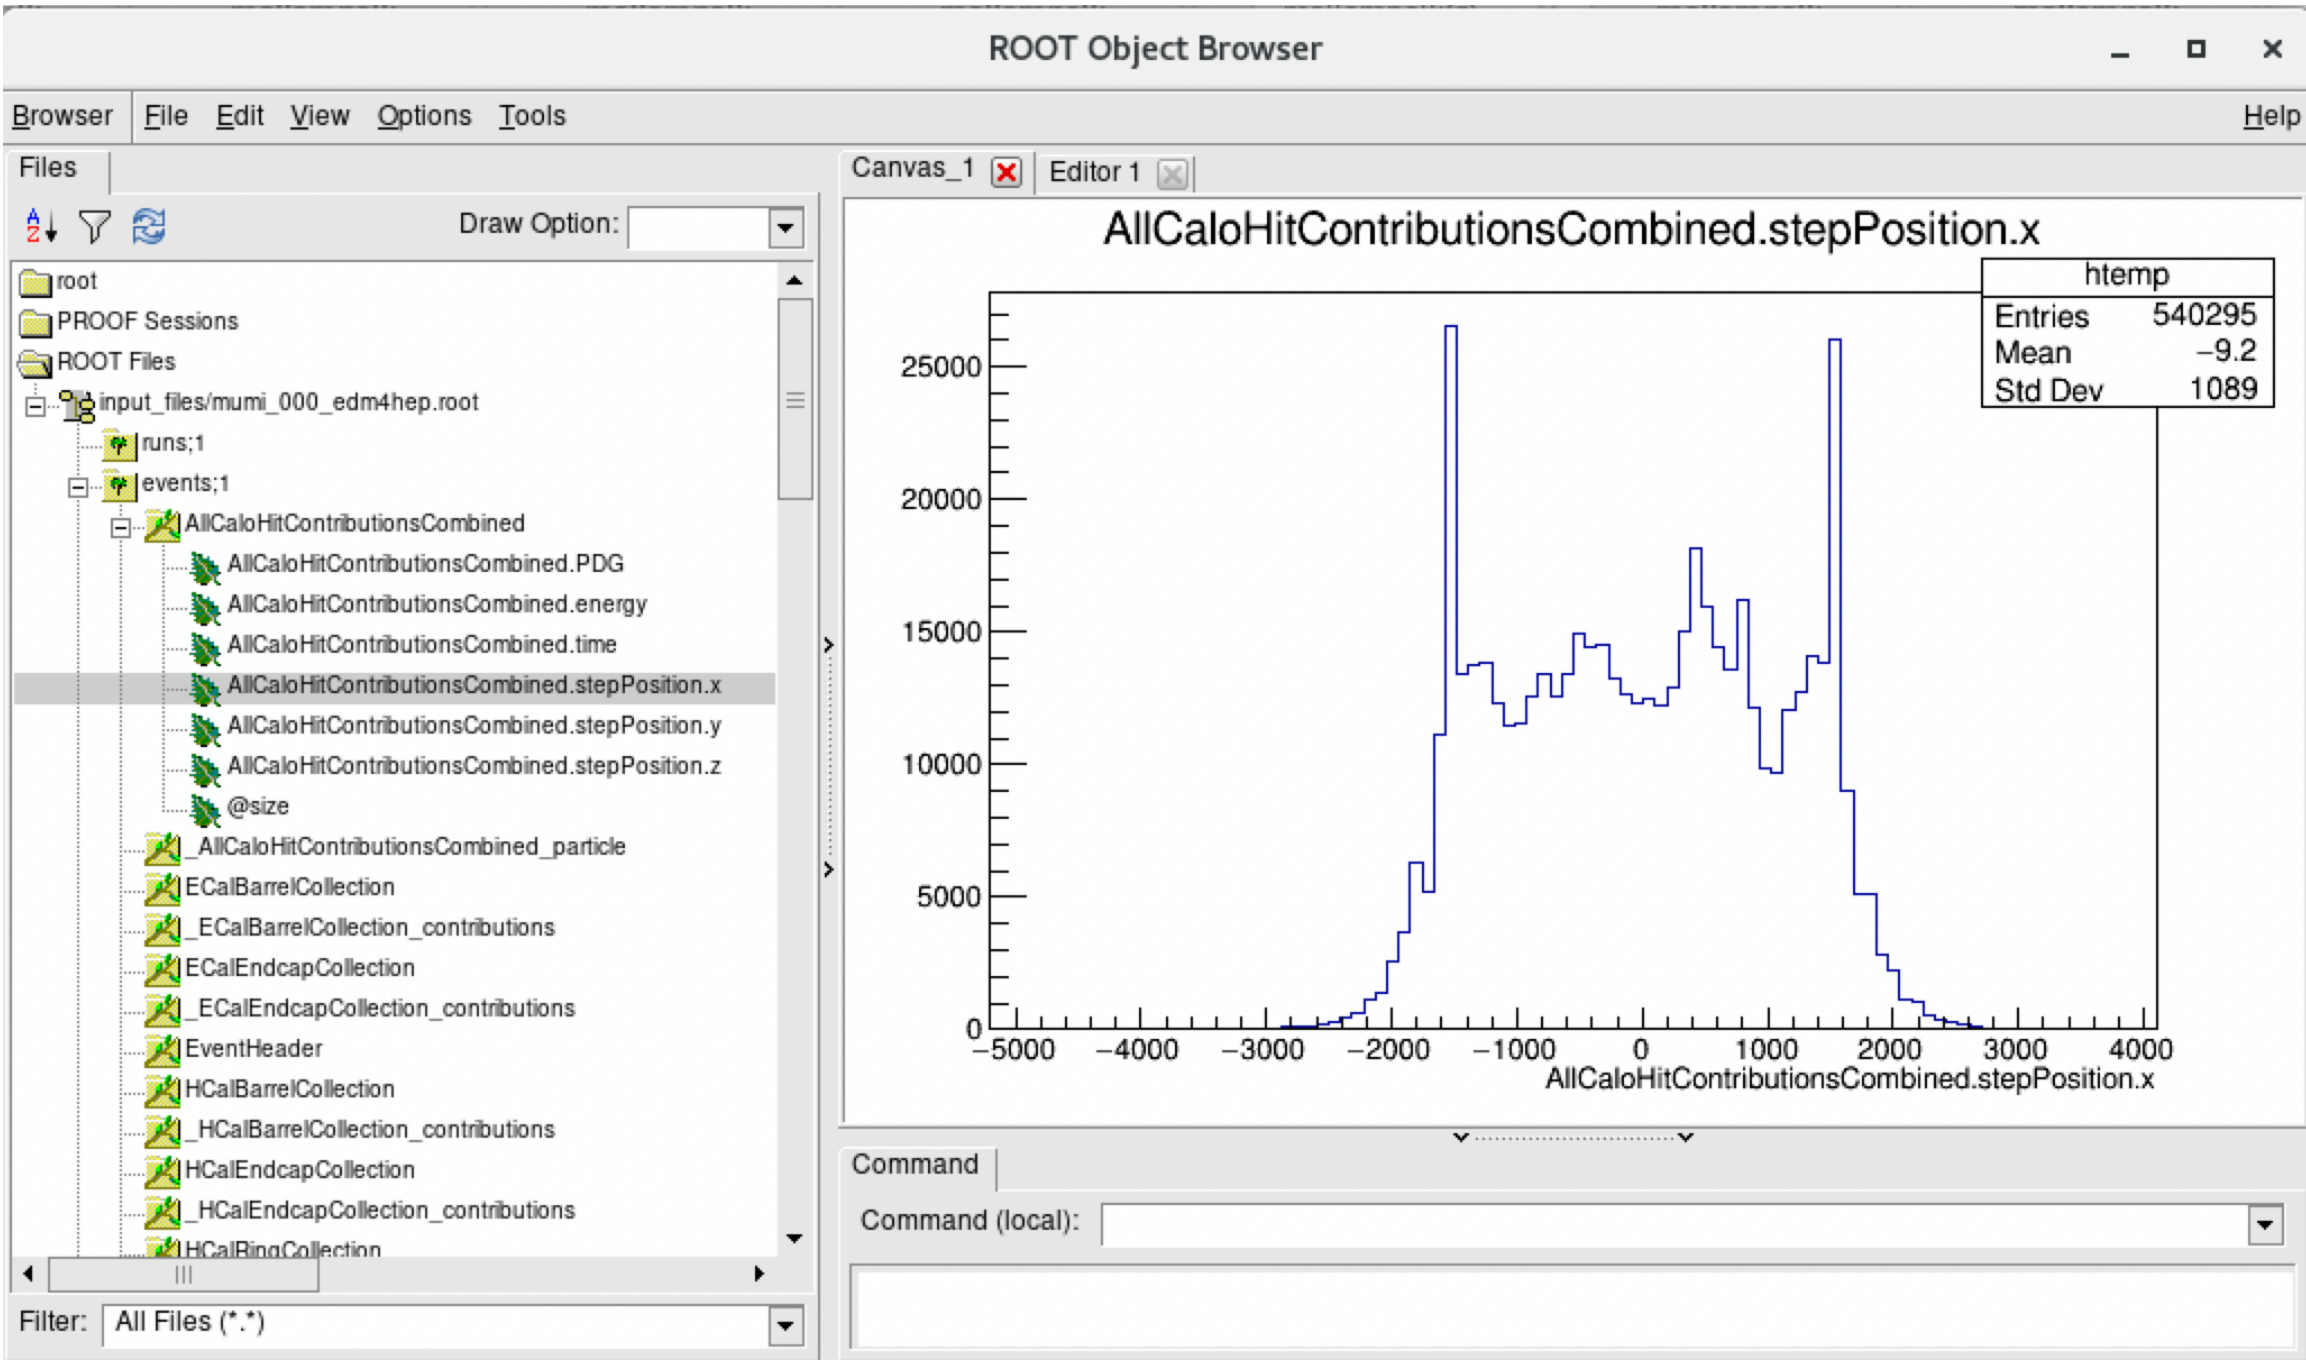 ROOT Object Browser
Browser File Edit View Options Tools Help
Files
Draw Option:
root
PROOF Sessions
ROOT Files
input_files/mumi_000_edm4hep.root
runs;1
events;1
AllCaloHitContributionsCombined
AllCaloHitContributionsCombined.PDG
AllCaloHitContributionsCombined.energy
AllCaloHitContributionsCombined.time
AllCaloHitContributionsCombined.stepPosition.x
AllCaloHitContributionsCombined.stepPosition.y
AllCaloHitContributionsCombined.stepPosition.z
@size
_AllCaloHitContributionsCombined_particle
ECalBarrelCollection
_ECalBarrelCollection_contributions
ECalEndcapCollection
_ECalEndcapCollection_contributions
EventHeader
HCalBarrelCollection
_HCalBarrelCollection_contributions
HCalEndcapCollection
_HCalEndcapCollection_contributions
HCalRingCollection
Filter: All Files (*.*)
Canvas_1 Editor 1
AllCaloHitContributionsCombined.stepPosition.x
htemp
Entries 540295
Mean −9.2
Std Dev 1089
25000
20000
15000
10000
5000
0
−5000 −4000 −3000 −2000 −1000 0 1000 2000 3000 4000
AllCaloHitContributionsCombined.stepPosition.x
Command
Command (local):